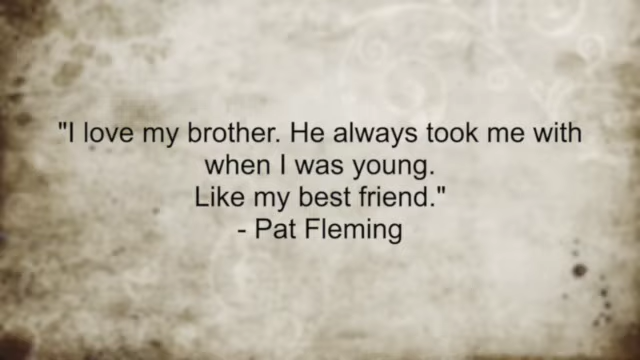 "I love my brother. He always took me with
when I was young.
Like my best friend."
- Pat Fleming